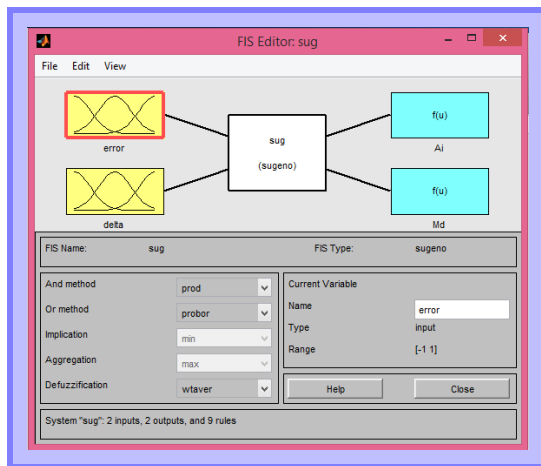 FIS Editor: sug
File Edit View
f(u)
error
sug
(sugeno)
Ai
f(u)
delta
Md
FIS Name: sug FIS Type: sugeno
And method prod
Or method probor
Implication min
Aggregation max
Defuzzification wtaver
Current Variable
Name error
Type input
Range [-1 1]
Help Close
System "sug": 2 inputs, 2 outputs, and 9 rules